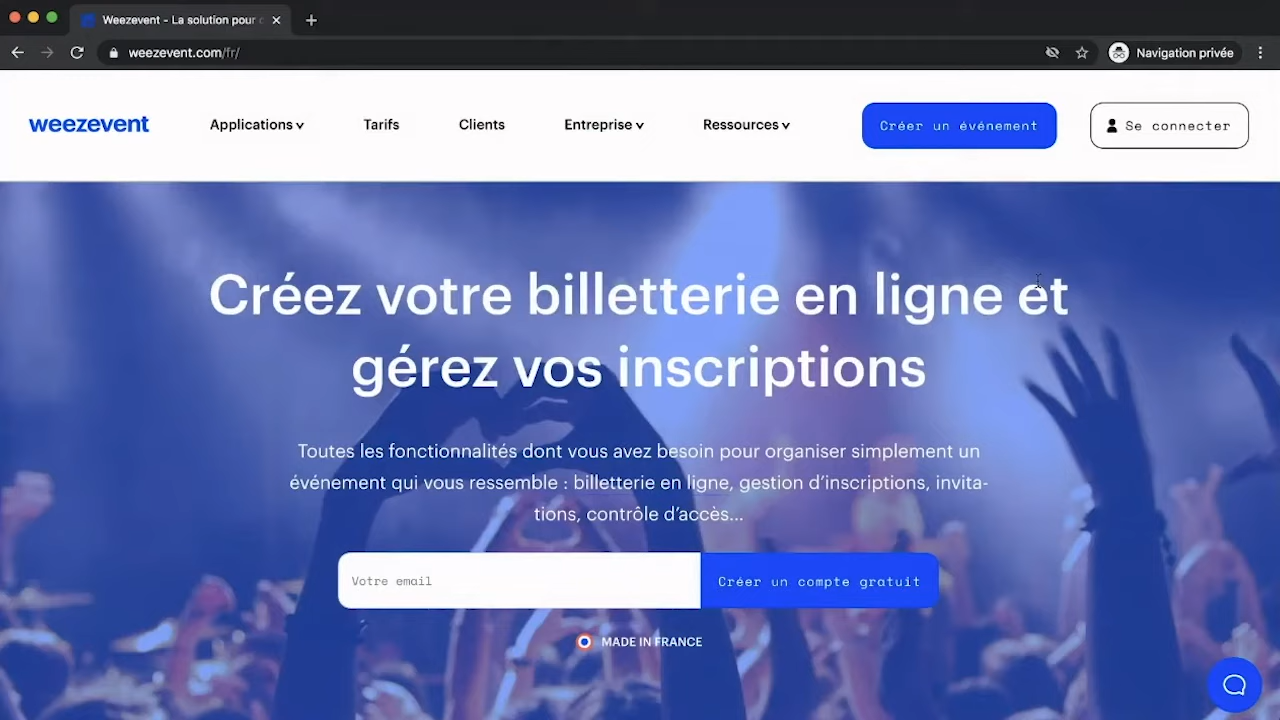 Weezevent - La solution pour
weezevent.com/fr/
Navigation privée
weezevent
Applications
Tarifs
Clients
Entreprise
Ressources
Créer un événement
Se connecter
Créez votre billetterie en ligne et
gérez vos inscriptions
Toutes les fonctionnalités dont vous avez besoin pour organiser simplement un
événement qui vous ressemble : billetterie en ligne, gestion d'inscriptions, invita-
tions, contrôle d'accès...
Votre email
Créer un compte gratuit
MADE IN FRANCE